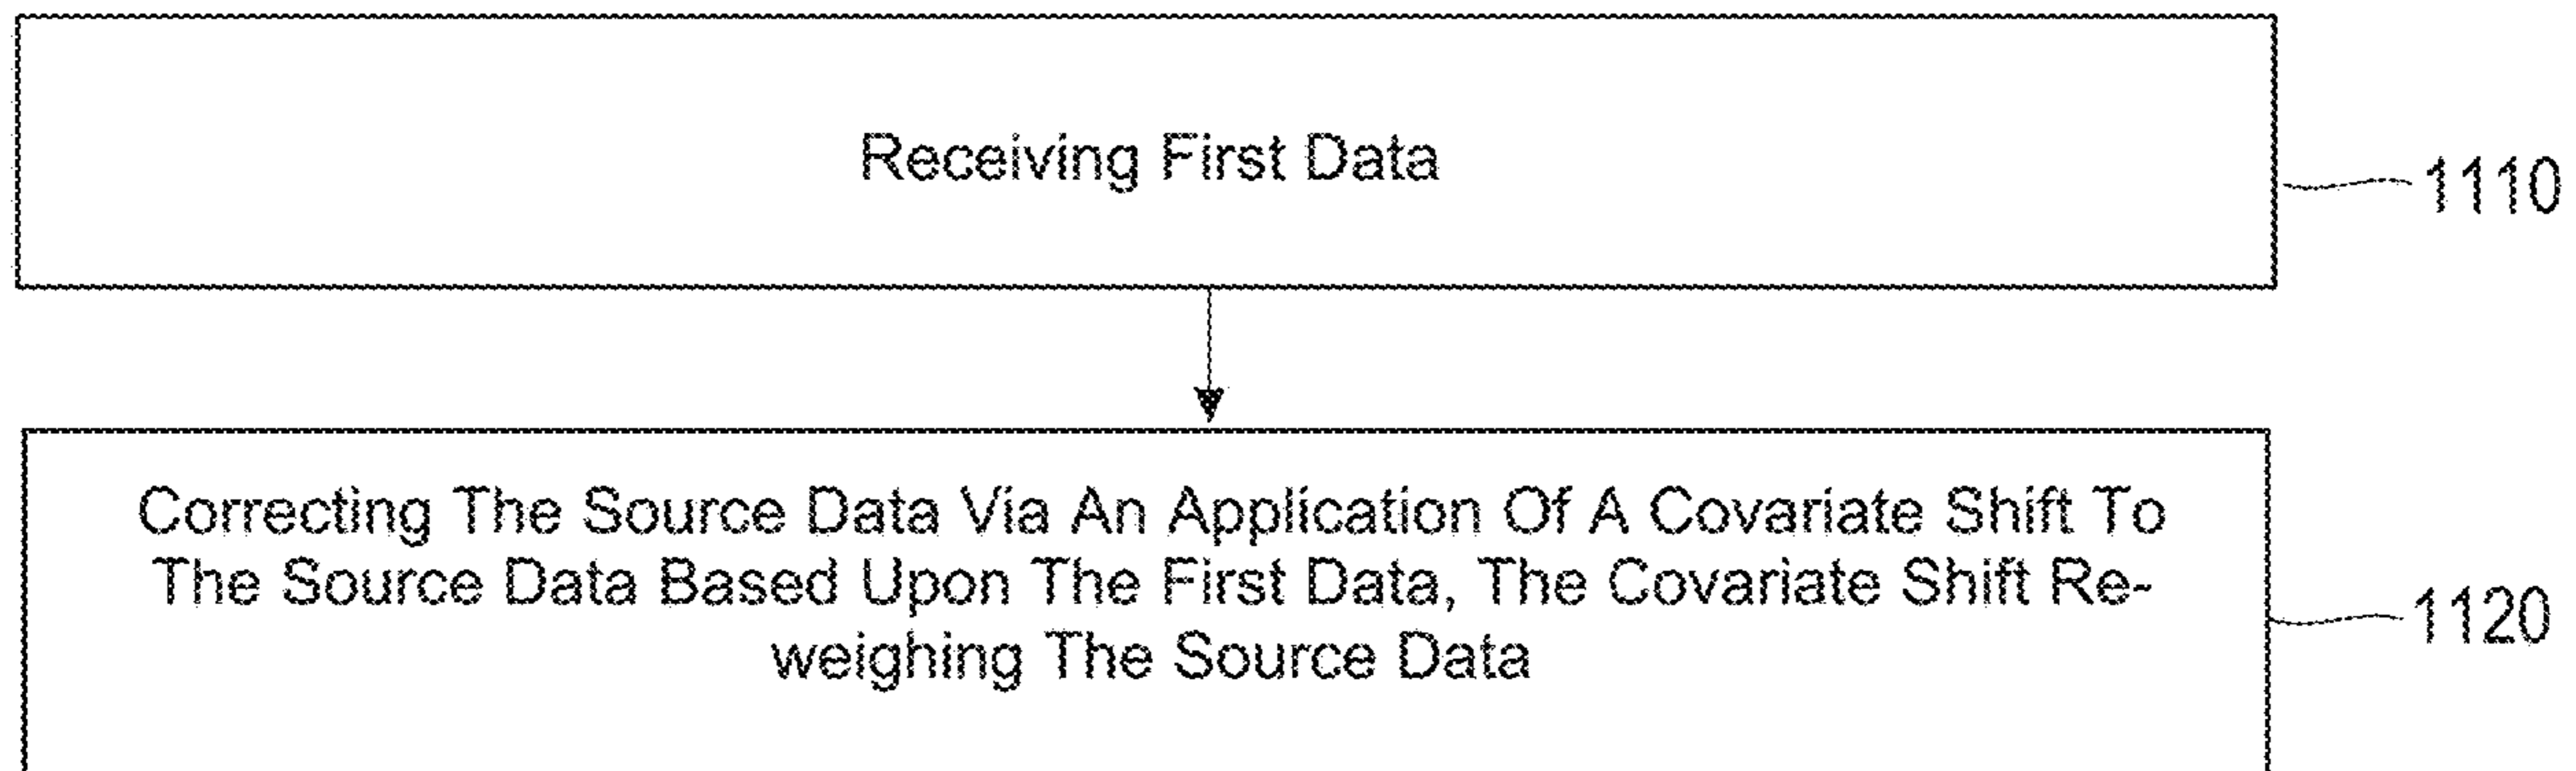 Receiving First Data
1110
Correcting The Source Data Via An Application Of A Covariate Shift To
The Source Data Based Upon The First Data, The Covariate Shift Re-
weighing The Source Data
1120